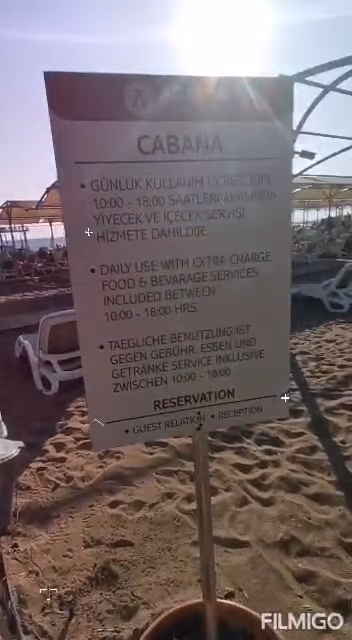 CABANA
• GÜNLÜK KULLANIM ÜCRETLİDİR.
10:00 - 18:00 SAATLERİ ARASINDA
YİYECEK VE İÇECEK SERVİSİ
HİZMETE DAHİLDİR.
• DAILY USE WITH EXTRA CHARGE
FOOD & BEVARAGE SERVICES
INCLUDED BETWEEN
10:00 - 18:00 HRS.
• TAEGLICHE BENUTZUNG IST
GEGEN GEBÜHR. ESSEN UND
GETRÄNKE SERVICE INKLUSIVE
ZWISCHEN 10:00 - 18:00
RESERVATION
• GUEST RELATION • RECEPTION
FILMIGO